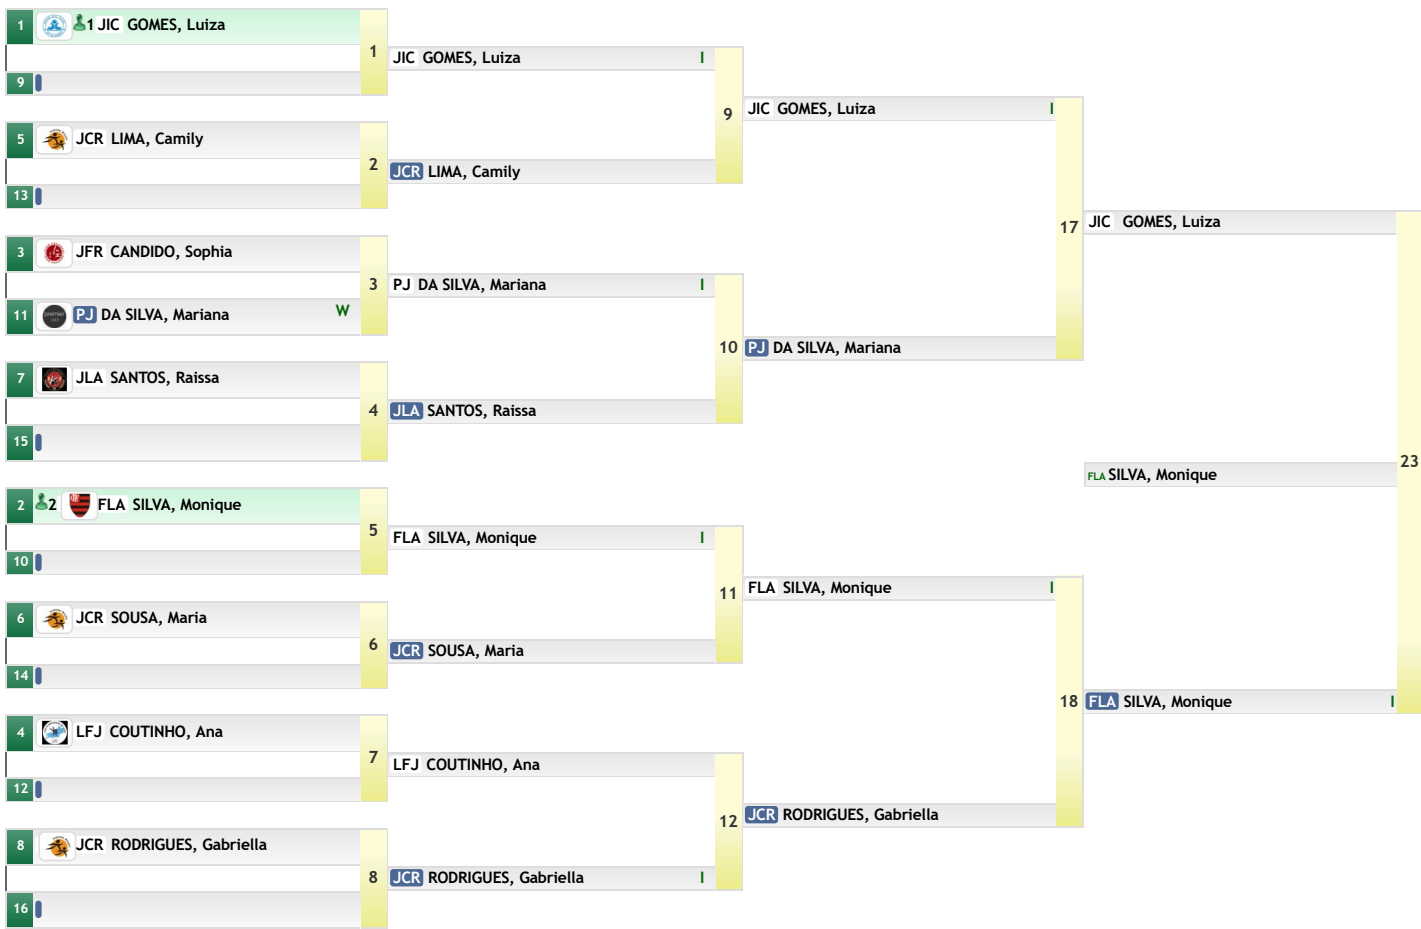 1 1 JIC GOMES, Luiza
1
9
5 JCR LIMA, Camily
2
13
3 JFR CANDIDO, Sophia
3
11 PJ DA SILVA, Mariana W
7 JLA SANTOS, Raissa
4
15
2 2 FLA SILVA, Monique
5
10
6 JCR SOUSA, Maria
6
14
4 LFJ COUTINHO, Ana
7
12
8 JCR RODRIGUES, Gabriella
8
16
JIC GOMES, Luiza I
9
JCR LIMA, Camily
PJ DA SILVA, Mariana I
10
JLA SANTOS, Raissa
FLA SILVA, Monique I
11
JCR SOUSA, Maria
LFJ COUTINHO, Ana
12
JCR RODRIGUES, Gabriella I
JIC GOMES, Luiza I
17
PJ DA SILVA, Mariana
FLA SILVA, Monique I
18
JCR RODRIGUES, Gabriella
JIC GOMES, Luiza
23
FLA SILVA, Monique
FLA SILVA, Monique I